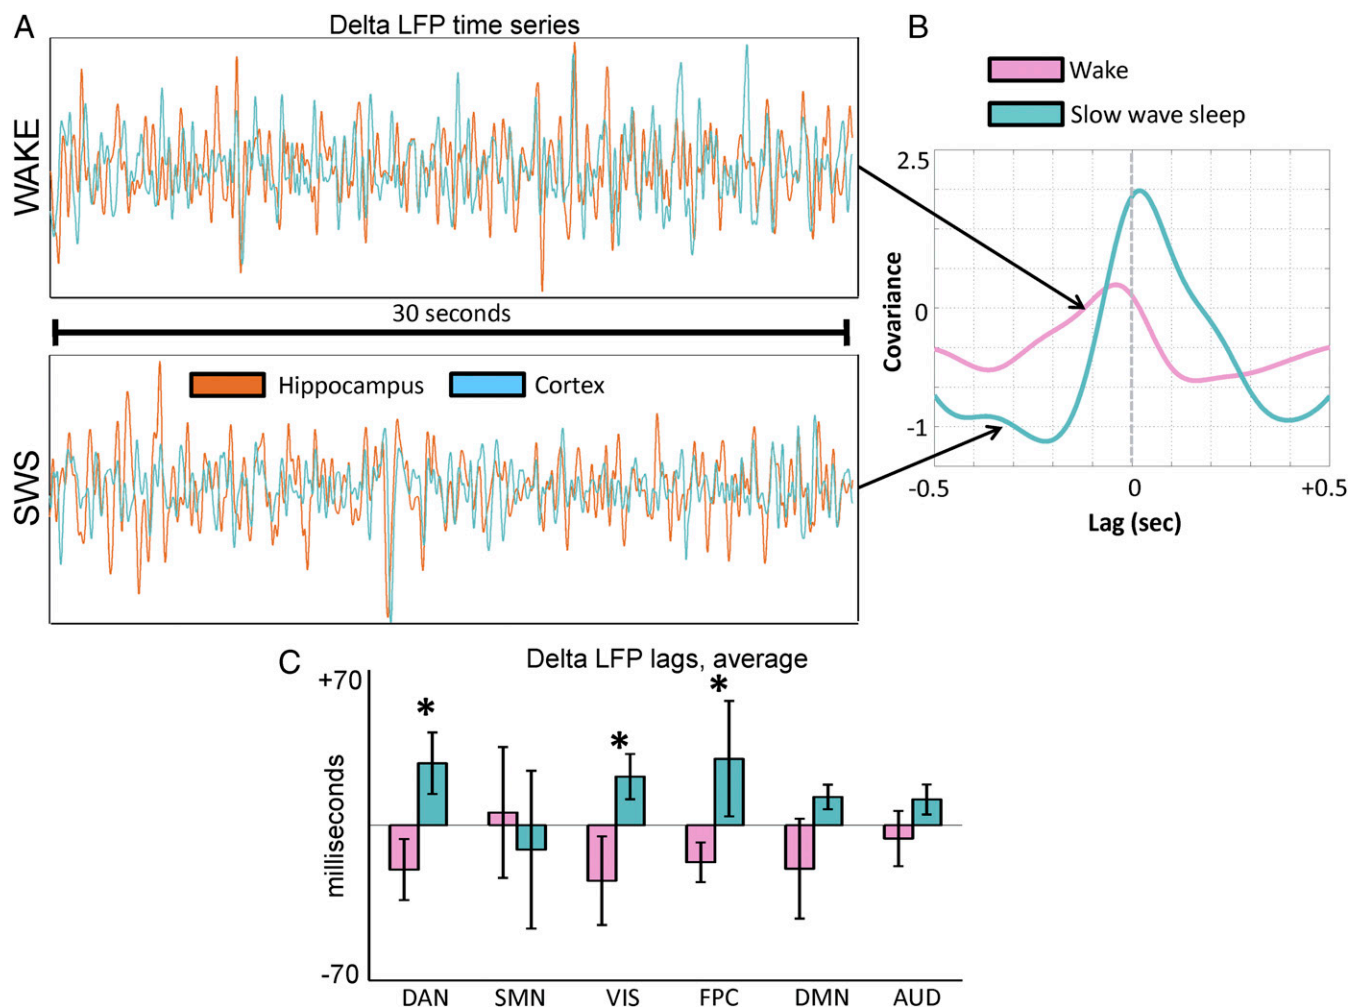 A
Delta LFP time series
WAKE
30 seconds
SWS
Hippocampus
Cortex
B
Wake
Slow wave sleep
2.5
0
-1
Covariance
-0.5
0
+0.5
Lag (sec)
C
Delta LFP lags, average
+70
milliseconds
-70
*
*
*
DAN
SMN
VIS
FPC
DMN
AUD